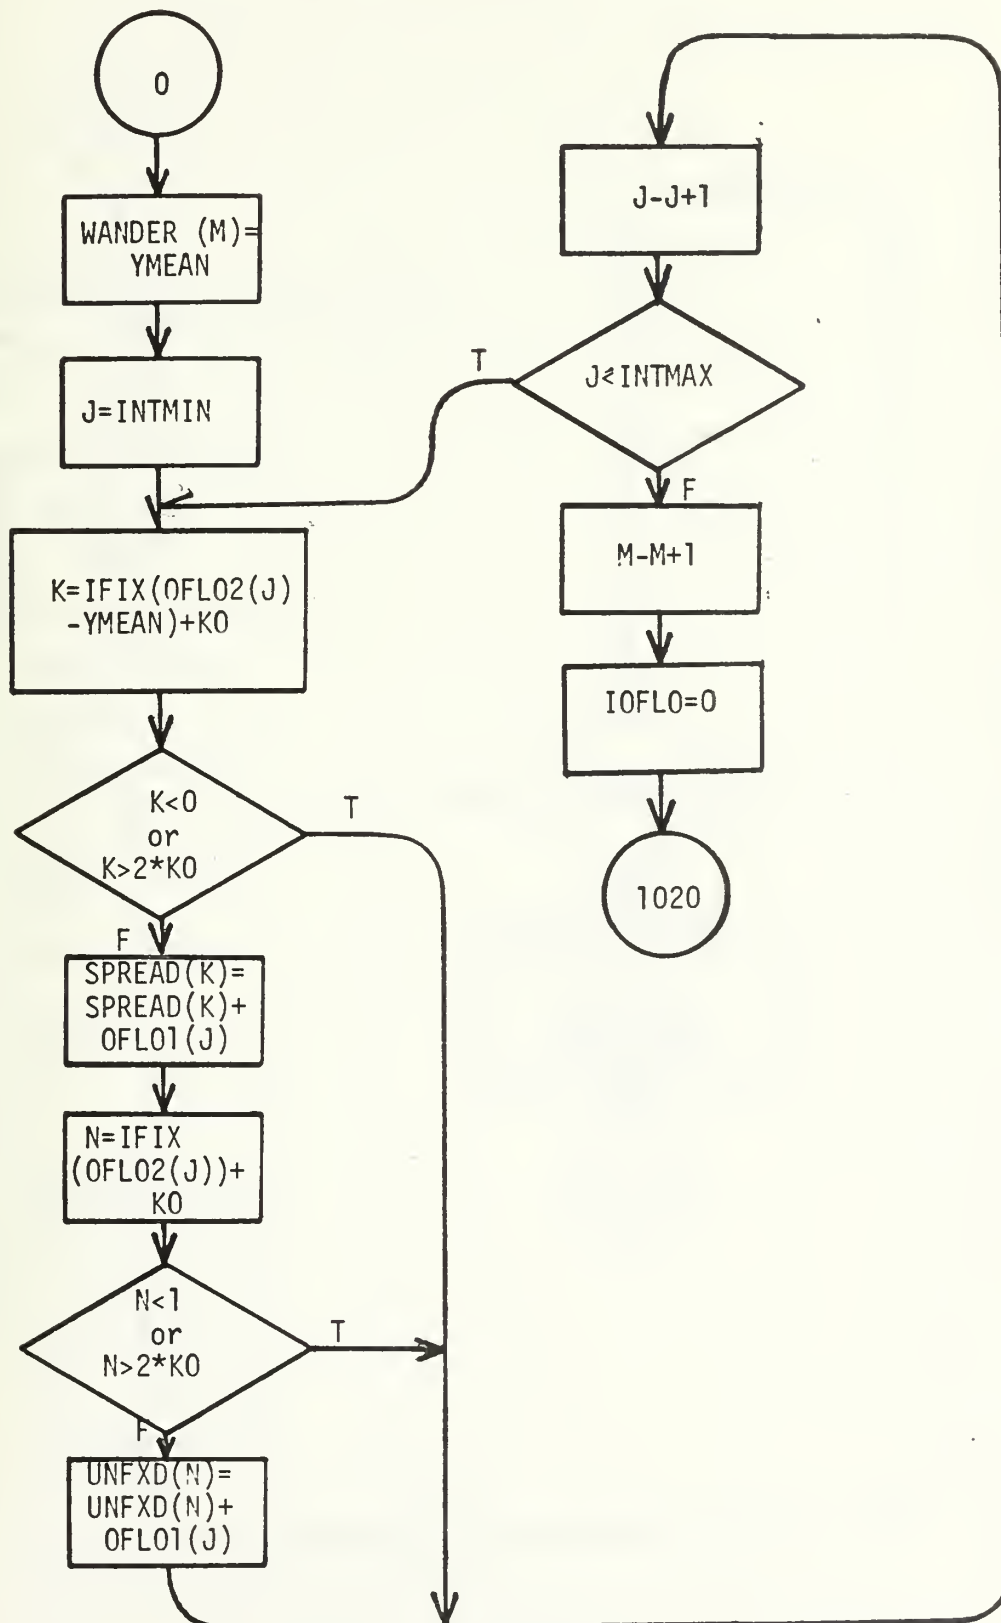 0
WANDER (M)=
YMEAN
J=INTMIN
K=IFIX(OFLO2(J)
-YMEAN)+KO
K<0
or
K>2*KO
T
F
SPREAD(K)=
SPREAD(K)+
OFLO1(J)
N=IFIX
(OFLO2(J))+
KO
N<1
or
N>2*KO
T
F
UNFXD(N)=
UNFXD(N)+
OFLO1(J)
J-J+1
J≤INTMAX
T
F
M-M+1
IOFLO=0
1020